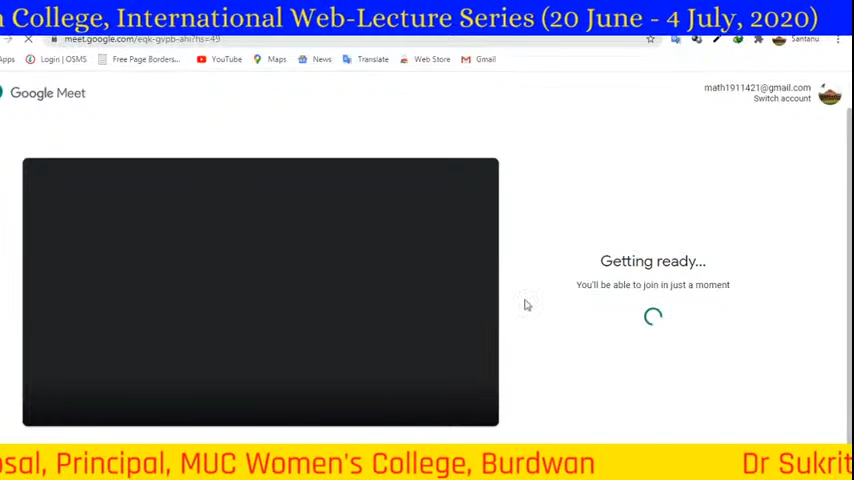 College, International Web-Lecture Series (20 June - 4 July, 2020)
meet.google.com/eqk-gvpb-ahi?hs=49
Santanu
Apps Login | OSMS Free Page Borders... YouTube Maps News Translate Web Store Gmail
Google Meet
math1911421@gmail.com
Switch account
Getting ready...
You'll be able to join in just a moment
osal, Principal, MUC Women's College, Burdwan Dr Sukrit